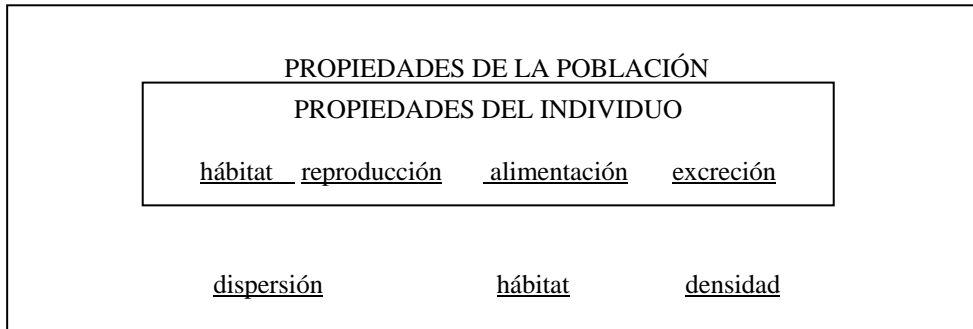 PROPIEDADES DE LA POBLACIÓN
PROPIEDADES DEL INDIVIDUO
hábitat reproducción alimentación excreción
dispersión hábitat densidad